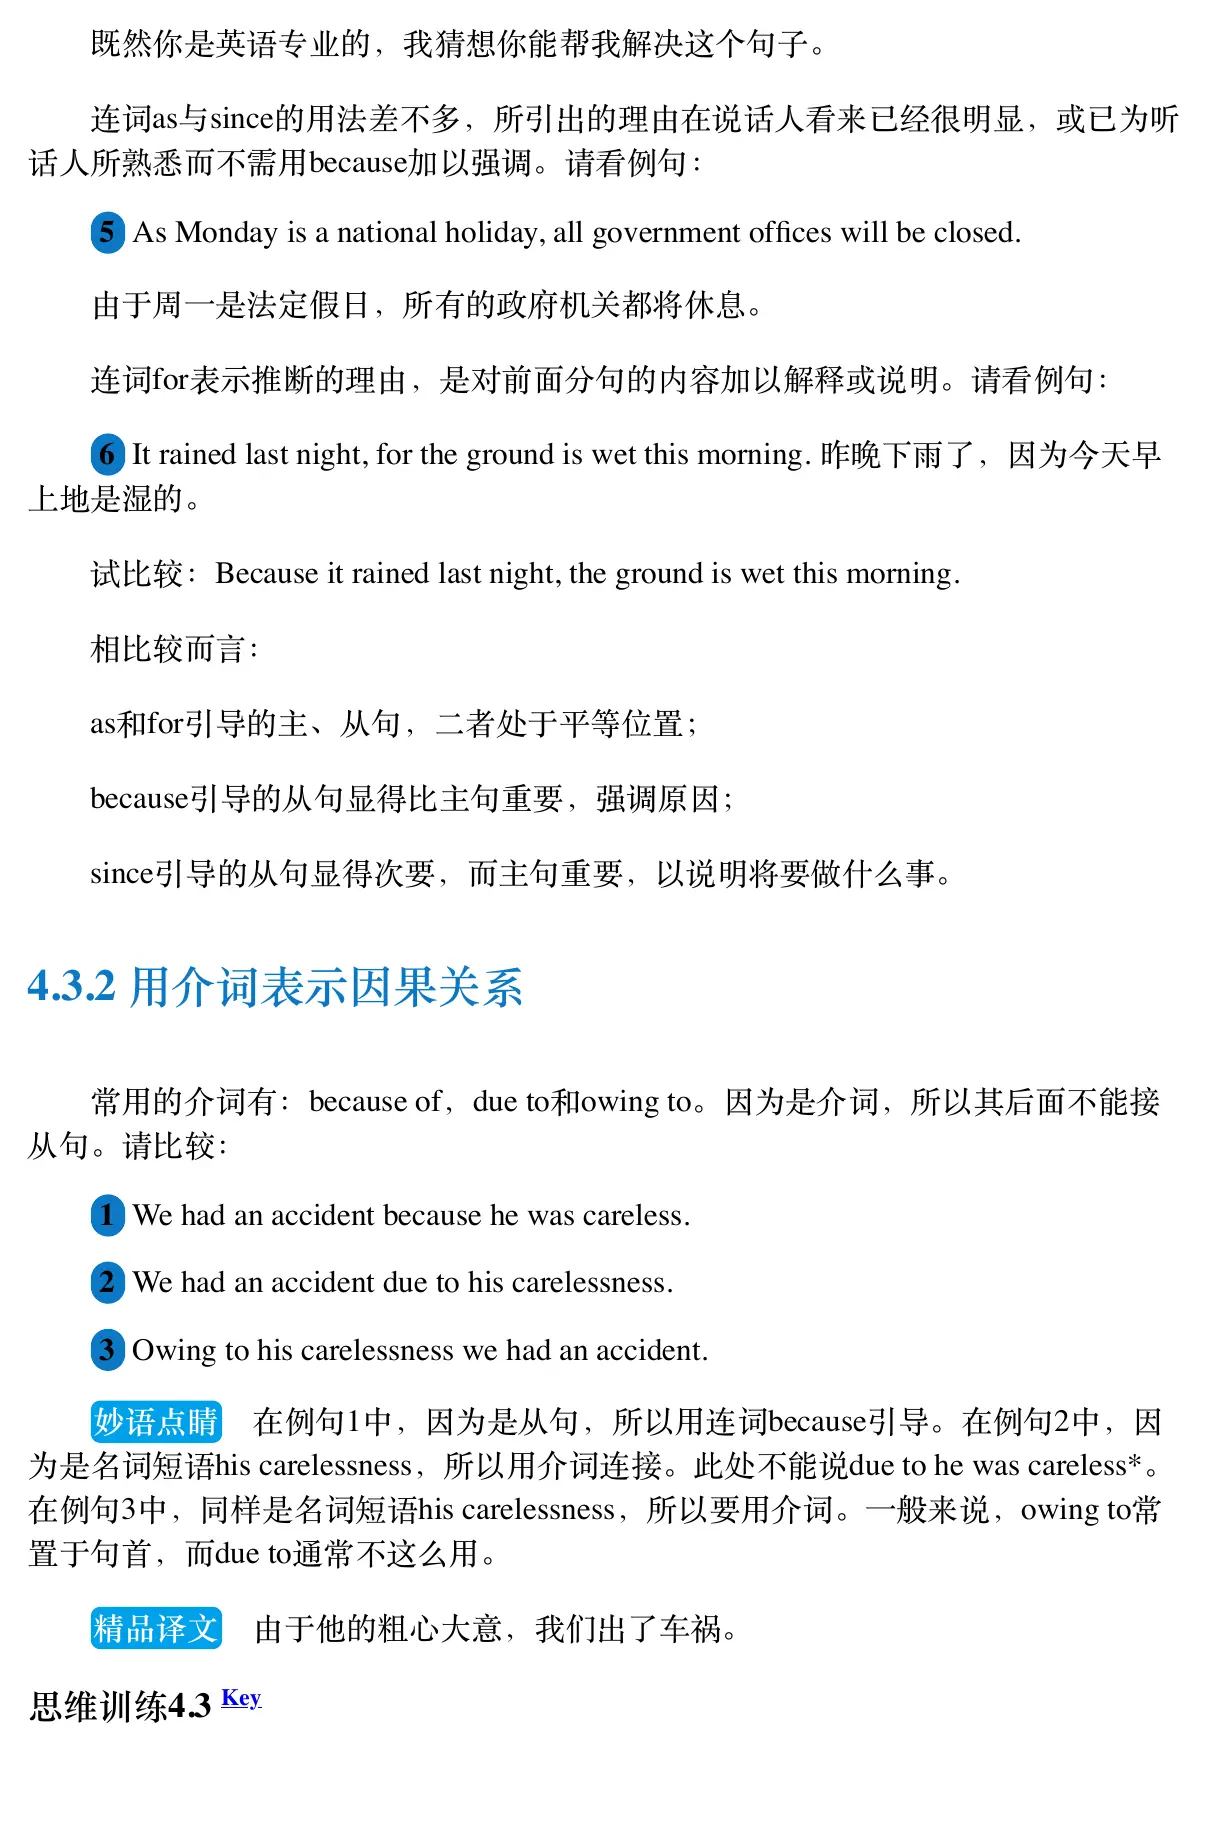 既然你是英语专业的，我猜想你能帮我解决这个句子。
连词as与since的用法差不多，所引出的理由在说话人看来已经很明显，或已为听
话人所熟悉而不需用because加以强调。请看例句：
5 As Monday is a national holiday, all government offices will be closed.
由于周一是法定假日，所有的政府机关都将休息。
连词for表示推断的理由，是对前面分句的内容加以解释或说明。请看例句：
6 It rained last night, for the ground is wet this morning. 昨晚下雨了，因为今天早
上地是湿的。
试比较：Because it rained last night, the ground is wet this morning.
相比较而言：
as和for引导的主、从句，二者处于平等位置；
because引导的从句显得比主句重要，强调原因；
since引导的从句显得次要，而主句重要，以说明将要做什么事。
4.3.2 用介词表示因果关系
常用的介词有：because of，due to和owing to。因为是介词，所以其后面不能接
从句。请比较：
1 We had an accident because he was careless.
2 We had an accident due to his carelessness.
3 Owing to his carelessness we had an accident.
妙语点睛 在例句1中，因为是从句，所以用连词because引导。在例句2中，因
为是名词短语his carelessness，所以用介词连接。此处不能说due to he was careless*。
在例句3中，同样是名词短语his carelessness，所以要用介词。一般来说，owing to常
置于句首，而due to通常不这么用。
精品译文 由于他的粗心大意，我们出了车祸。
思维训练4.3 Key